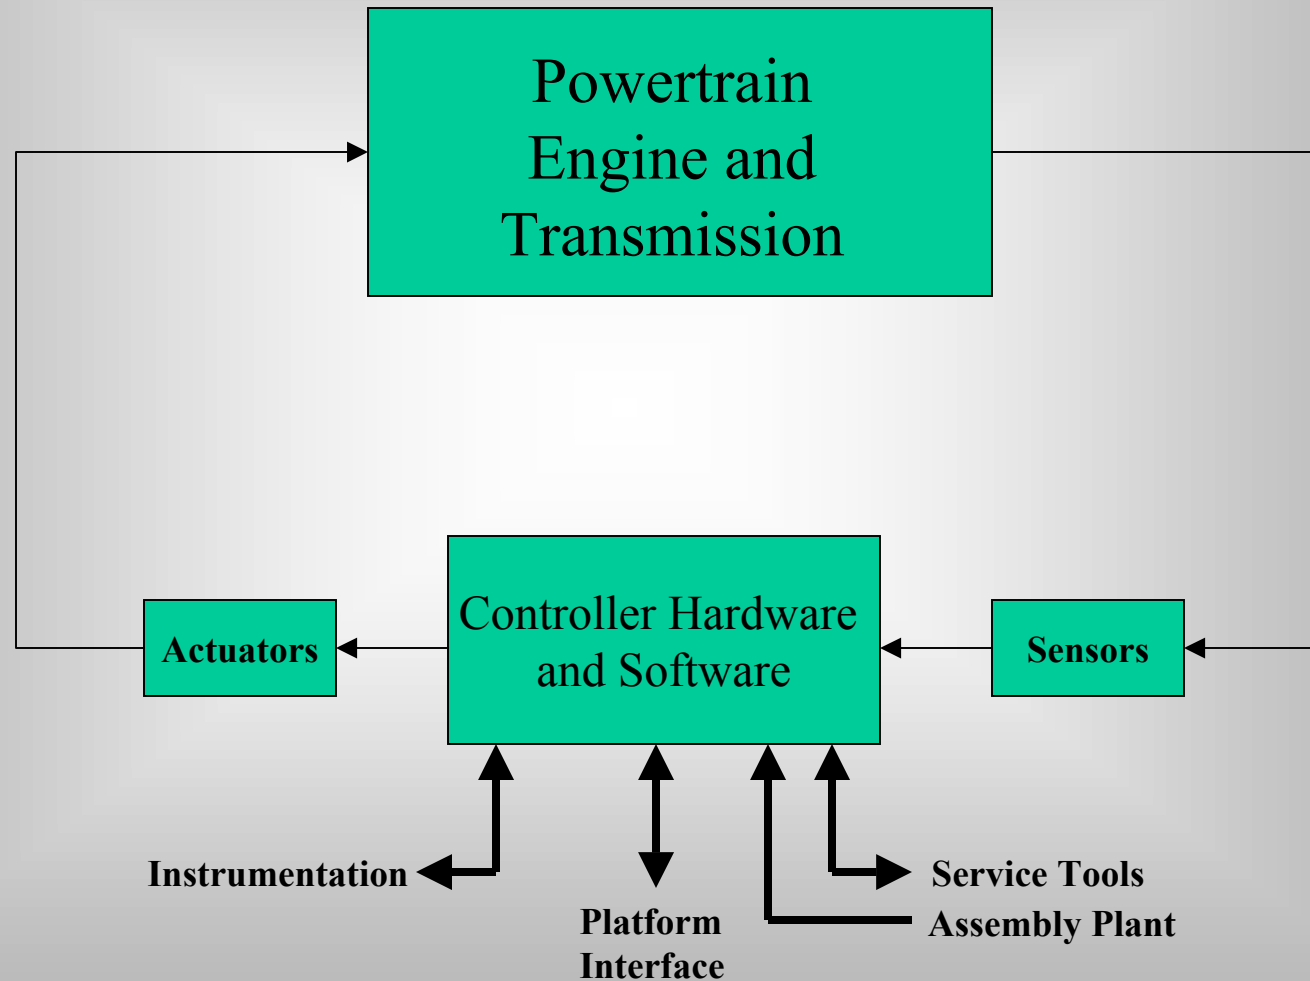 Powertrain
Engine and
Transmission
Actuators
Controller Hardware
and Software
Sensors
Instrumentation
Platform
Interface
Service Tools
Assembly Plant